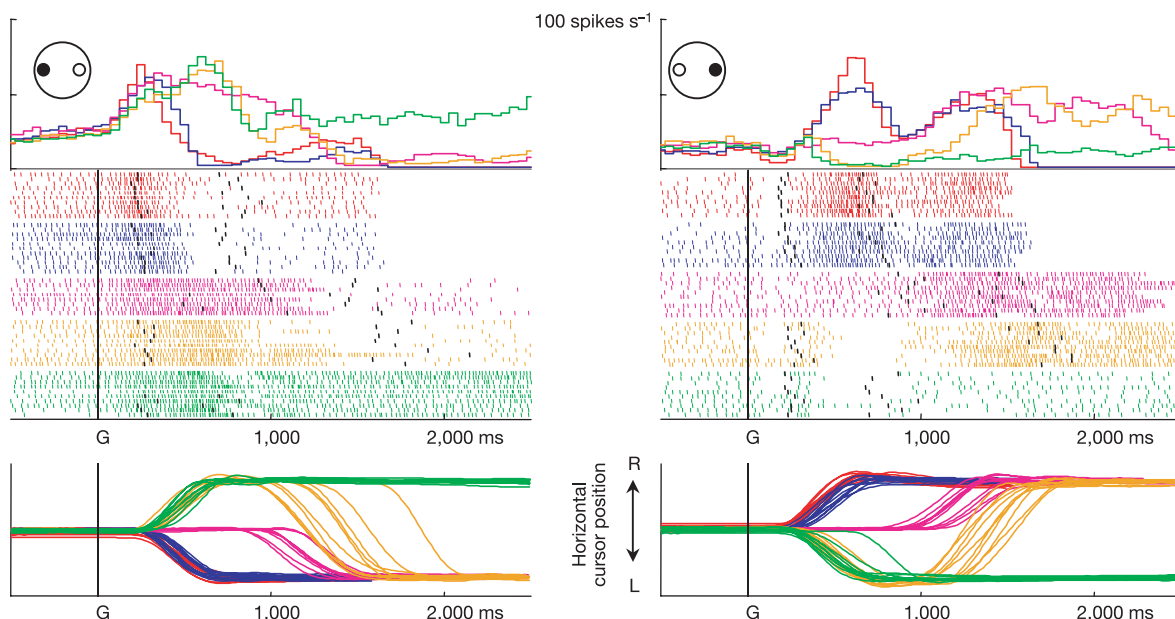 100 spikes s⁻¹
G 1,000 2,000 ms
G 1,000 2,000 ms
R
Horizontal
cursor position
L
G 1,000 2,000 ms
G 1,000 2,000 ms